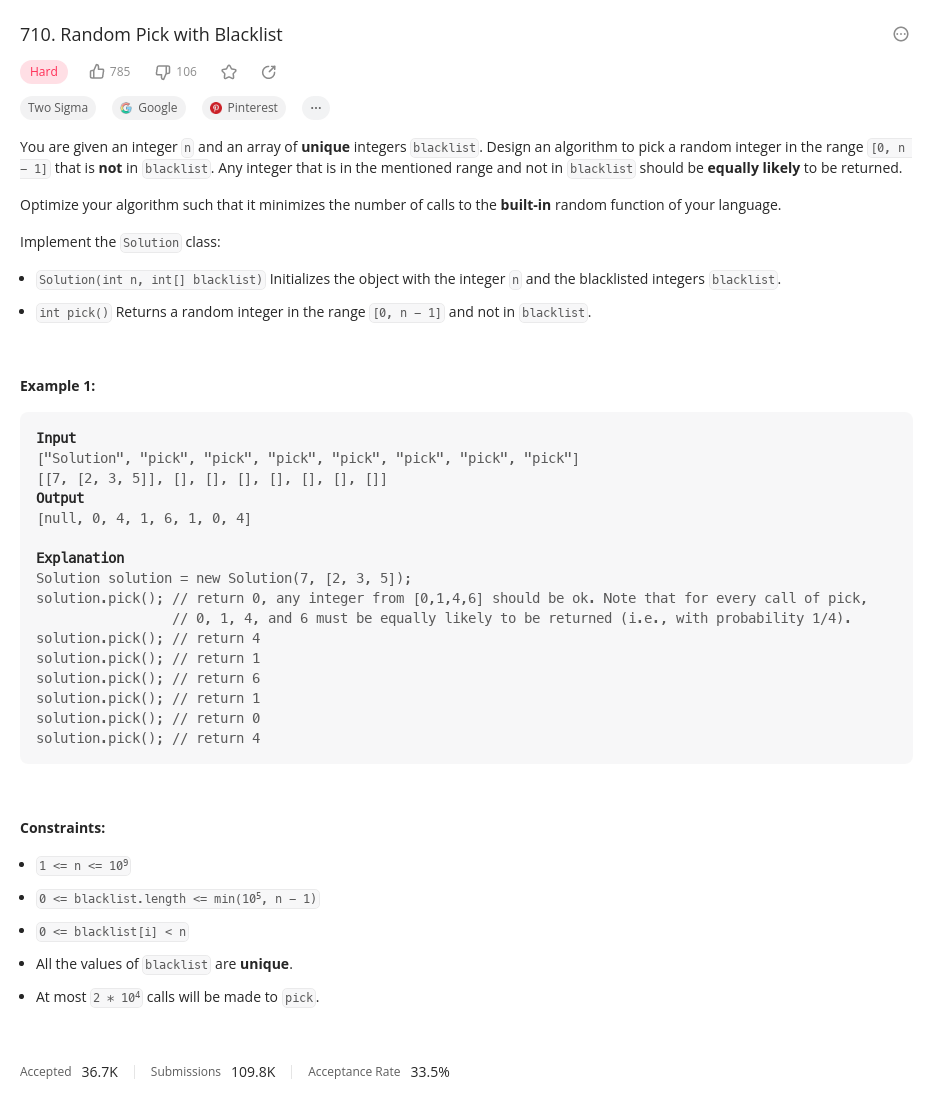 710. Random Pick with Blacklist
Hard 785 106
Two Sigma Google Pinterest ...
You are given an integer n and an array of unique integers blacklist. Design an algorithm to pick a random integer in the range [0, n
− 1] that is not in blacklist. Any integer that is in the mentioned range and not in blacklist should be equally likely to be returned.
Optimize your algorithm such that it minimizes the number of calls to the built-in random function of your language.
Implement the Solution class:
• Solution(int n, int[] blacklist) Initializes the object with the integer n and the blacklisted integers blacklist.
• int pick() Returns a random integer in the range [0, n − 1] and not in blacklist.
Example 1:
Input
["Solution", "pick", "pick", "pick", "pick", "pick", "pick", "pick"]
[[7, [2, 3, 5]], [], [], [], [], [], [], []]
Output
[null, 0, 4, 1, 6, 1, 0, 4]
Explanation
Solution solution = new Solution(7, [2, 3, 5]);
solution.pick(); // return 0, any integer from [0,1,4,6] should be ok. Note that for every call of pick,
// 0, 1, 4, and 6 must be equally likely to be returned (i.e., with probability 1/4).
solution.pick(); // return 4
solution.pick(); // return 1
solution.pick(); // return 6
solution.pick(); // return 1
solution.pick(); // return 0
solution.pick(); // return 4
Constraints:
• 1 <= n <= 10⁹
• 0 <= blacklist.length <= min(10⁵, n − 1)
• 0 <= blacklist[i] < n
• All the values of blacklist are unique.
• At most 2 * 10⁴ calls will be made to pick.
Accepted 36.7K Submissions 109.8K Acceptance Rate 33.5%